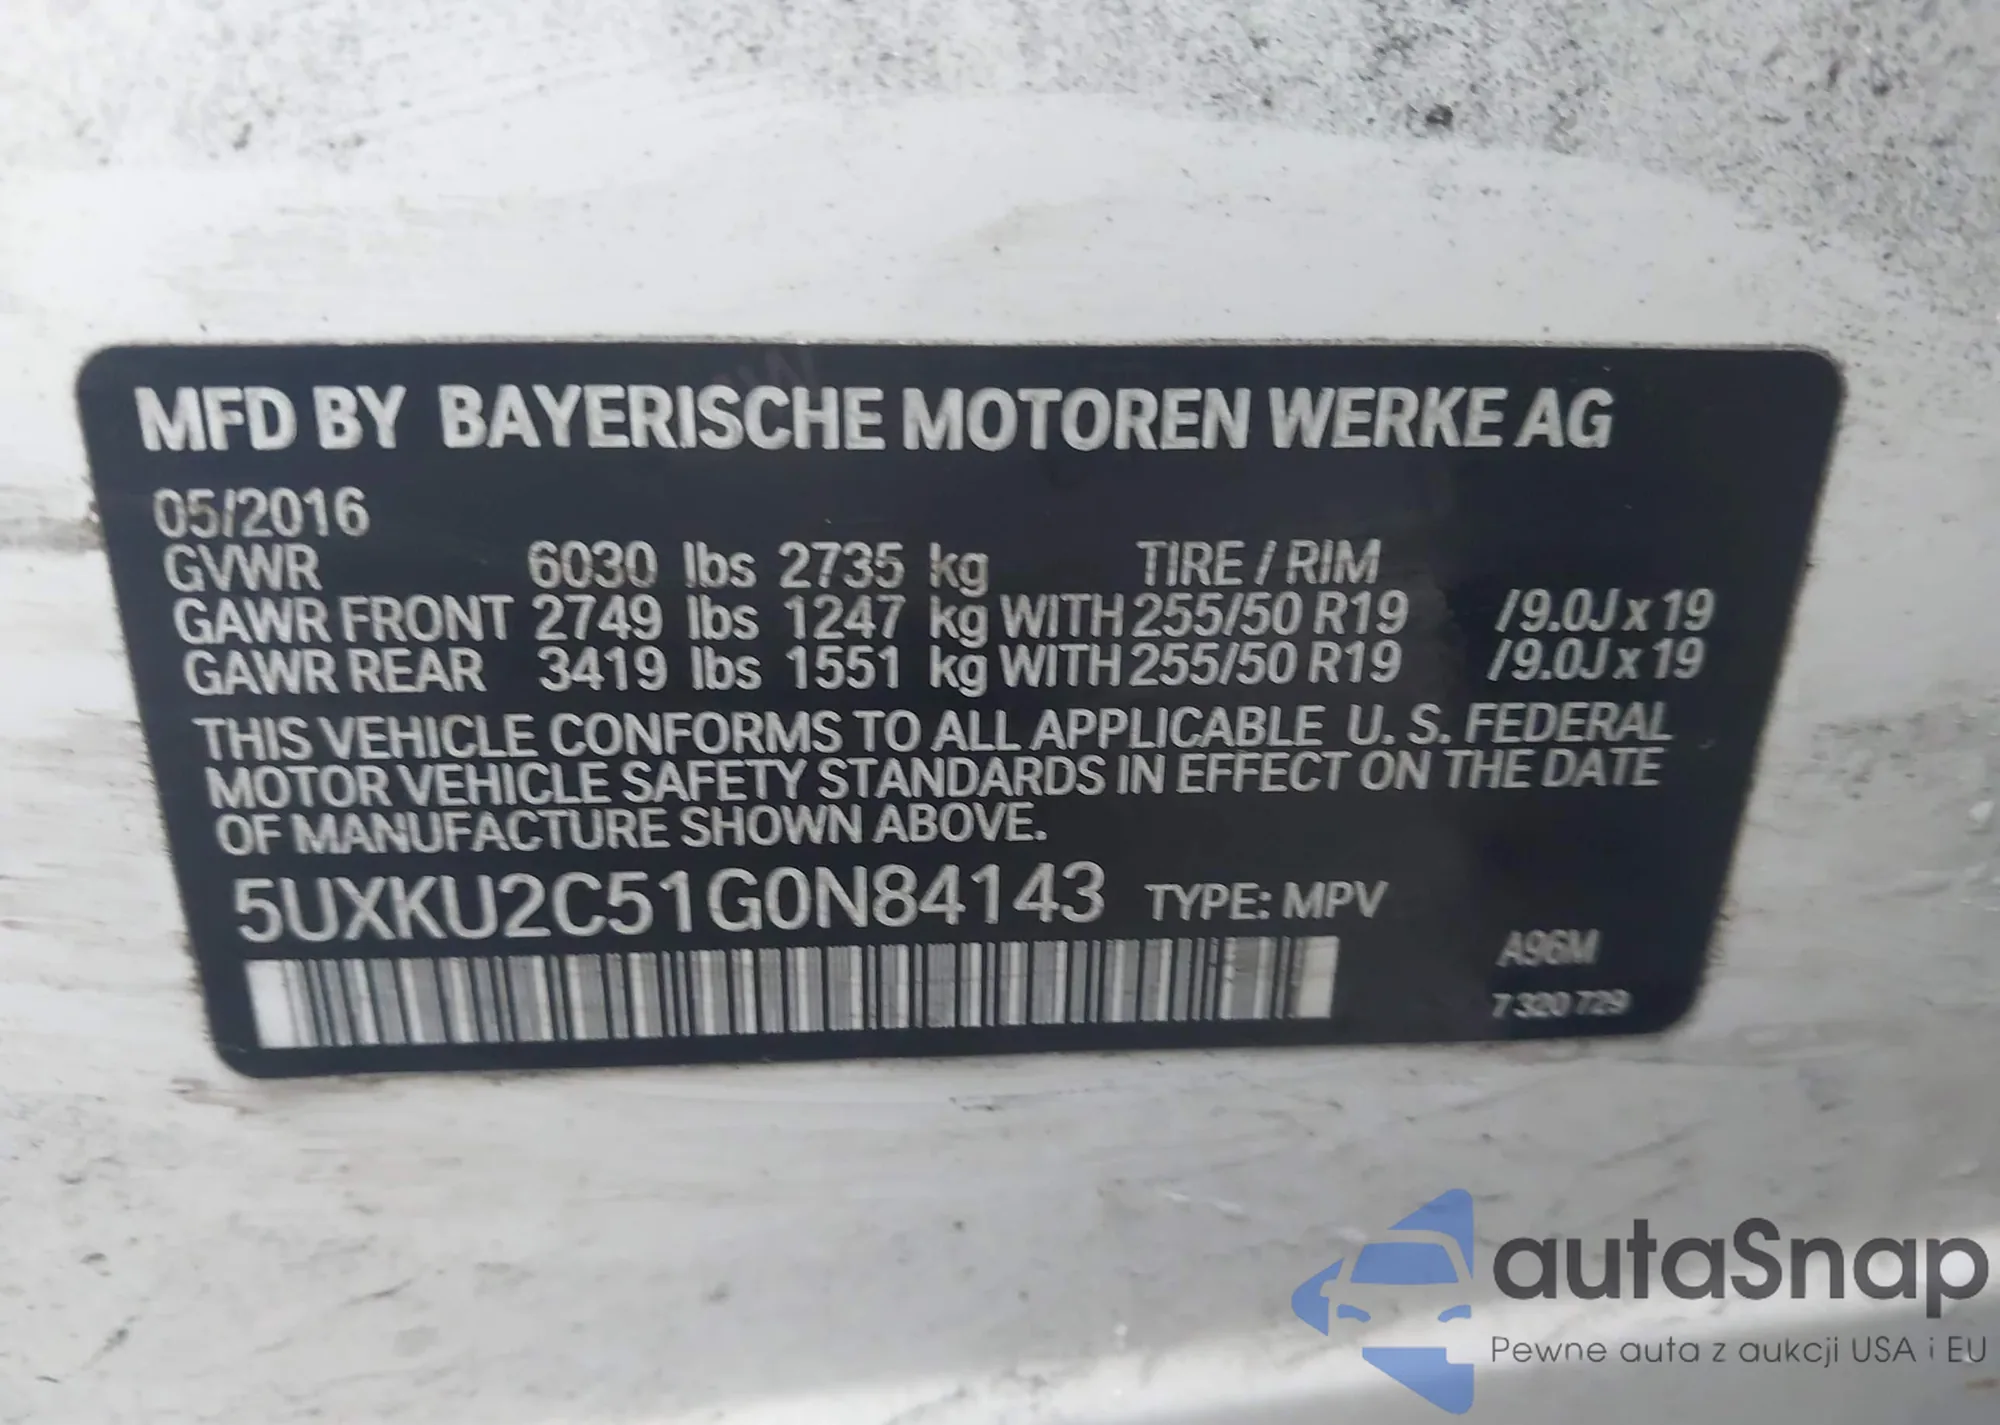 MFD BY BAYERISCHE MOTOREN WERKE AG
05/2016
GVWR 6030 lbs 2735 kg TIRE / RIM
GAWR FRONT 2749 lbs 1247 kg WITH 255/50 R19 /9.0J x 19
GAWR REAR 3419 lbs 1551 kg WITH 255/50 R19 /9.0J x 19
THIS VEHICLE CONFORMS TO ALL APPLICABLE U. S. FEDERAL
MOTOR VEHICLE SAFETY STANDARDS IN EFFECT ON THE DATE
OF MANUFACTURE SHOWN ABOVE.
5UXKU2C51G0N84143 TYPE: MPV
A96M
7 320 729
autaSnap
Pewne auta z aukcji USA i EU